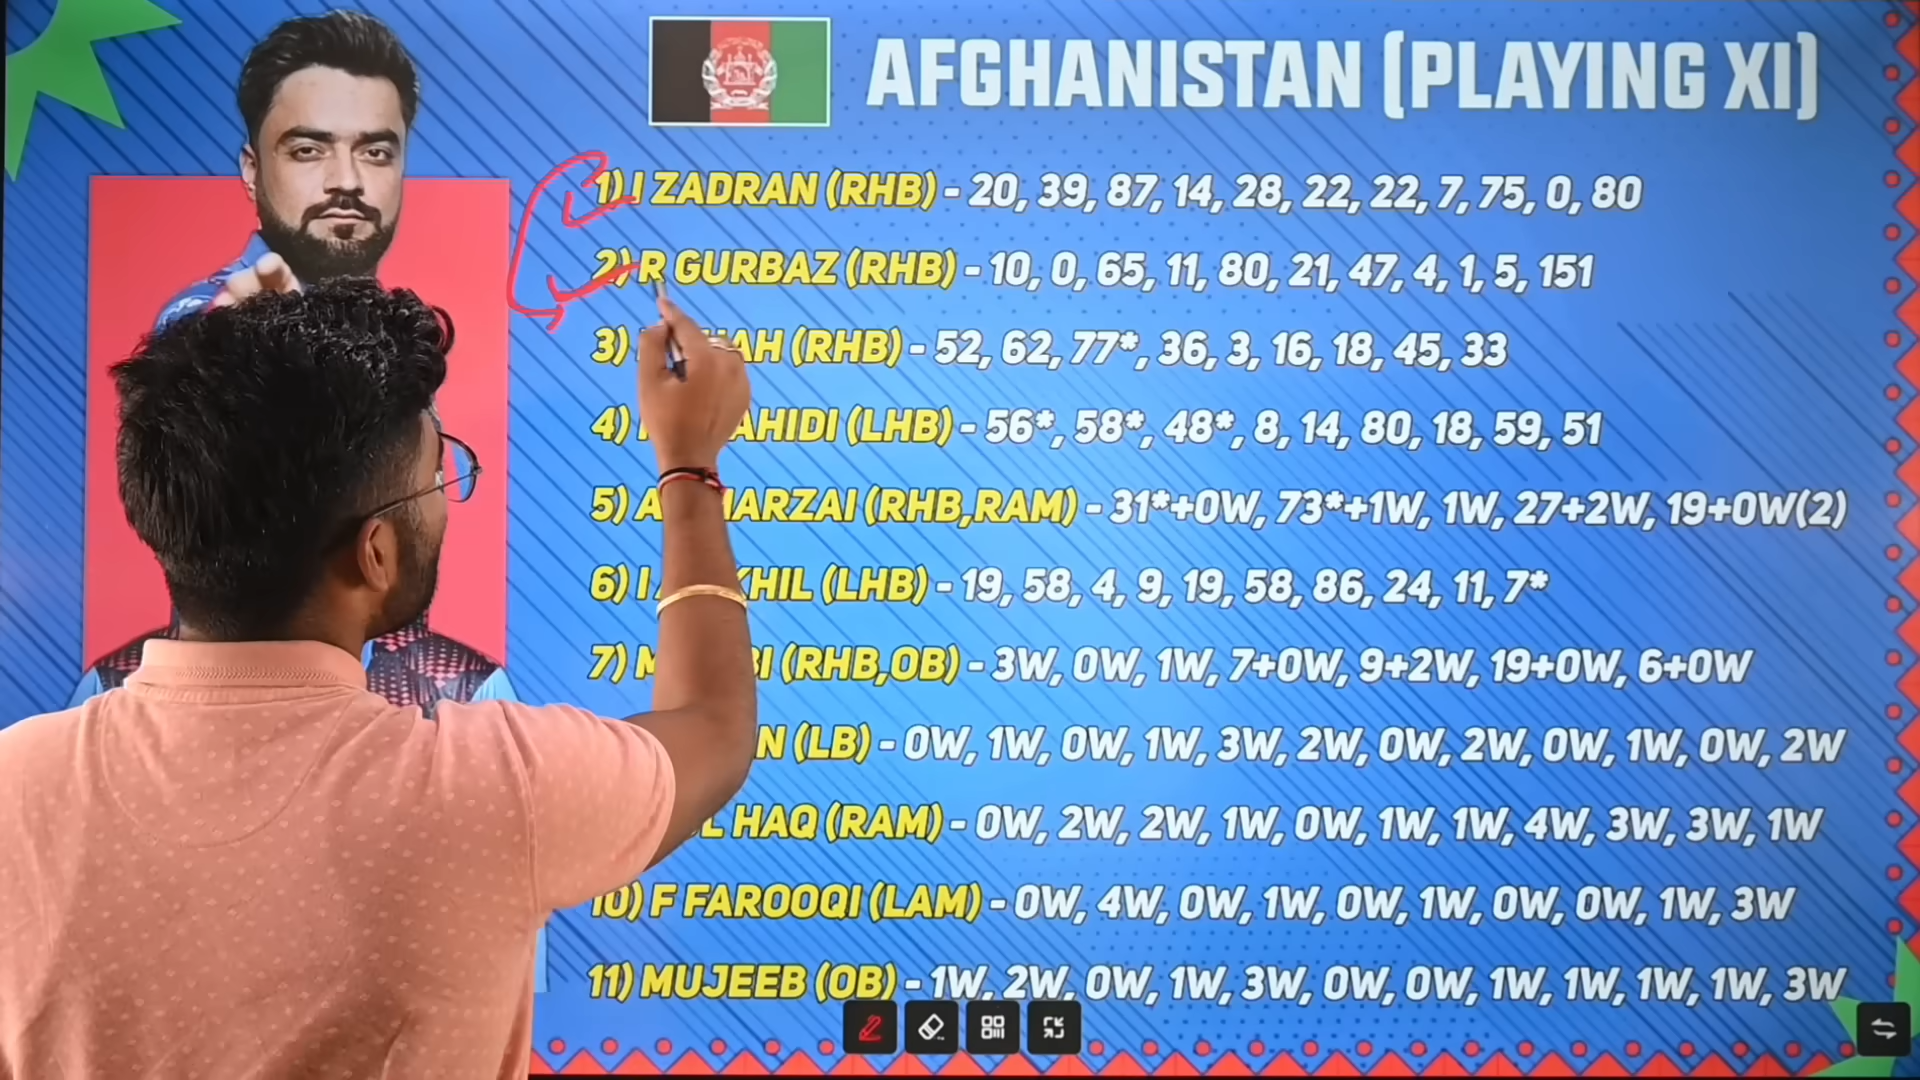 AFGHANISTAN (PLAYING XI)
1) I ZADRAN (RHB) - 20, 39, 87, 14, 28, 22, 22, 7, 75, 0, 80
2) R GURBAZ (RHB) - 10, 0, 65, 11, 80, 21, 47, 4, 1, 5, 151
3) (RHB) - 52, 62, 77*, 36, 3, 16, 18, 45, 33
4) (LHB) - 56*, 58*, 48*, 8, 14, 80, 18, 59, 51
5) (RHB,RAM) - 31*+0W, 73*+1W, 1W, 27+2W, 19+0W(2)
6) I (LHB) - 19, 58, 4, 9, 19, 58, 86, 24, 11, 7*
7) (RHB,OB) - 3W, 0W, 1W, 7+0W, 9+2W, 19+0W, 6+0W
(LB) - 0W, 1W, 0W, 1W, 3W, 2W, 0W, 2W, 0W, 1W, 0W, 2W
HAQ (RAM) - 0W, 2W, 2W, 1W, 0W, 1W, 1W, 4W, 3W, 3W, 1W
10) F FAROOQI (LAM) - 0W, 4W, 0W, 1W, 0W, 1W, 0W, 0W, 1W, 3W
11) MUJEEB (OB) - 1W, 2W, 0W, 1W, 3W, 0W, 0W, 1W, 1W, 1W, 1W, 3W